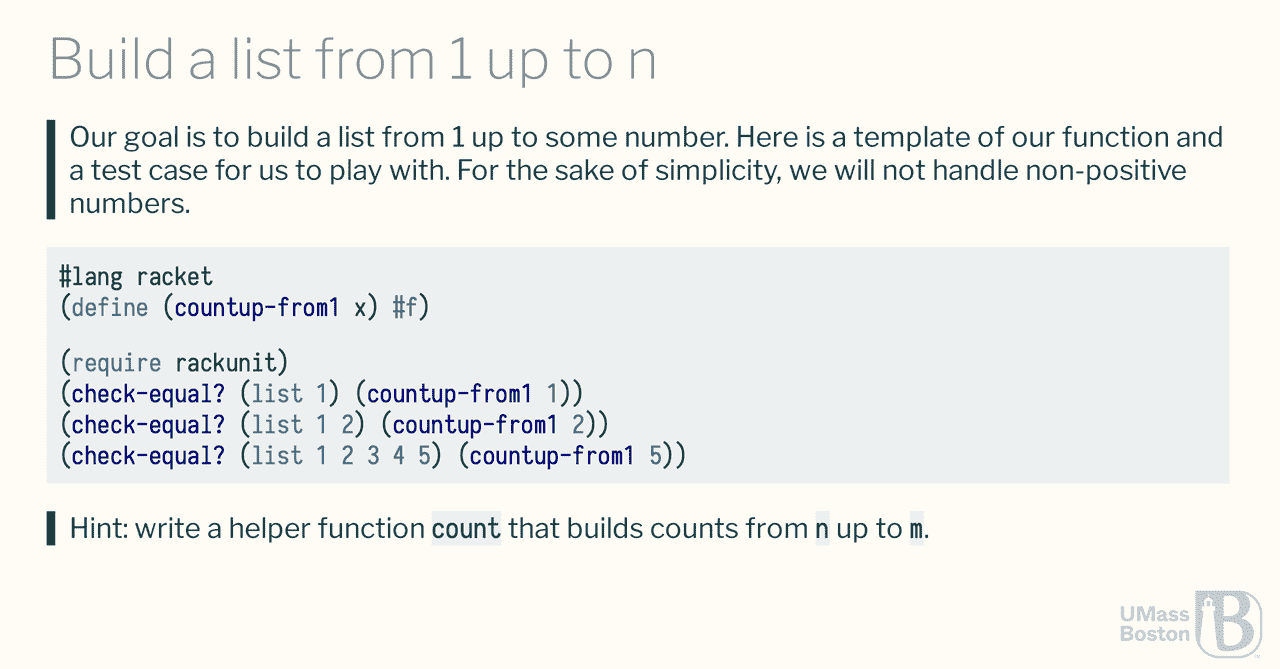 Build a list from 1 up to n
Our goal is to build a list from 1 up to some number. Here is a template of our function and
a test case for us to play with. For the sake of simplicity, we will not handle non-positive
numbers.
#lang racket
(define (countup-from1 x) #f)
(require rackunit)
(check-equal? (list 1) (countup-from1 1))
(check-equal? (list 1 2) (countup-from1 2))
(check-equal? (list 1 2 3 4 5) (countup-from1 5))
Hint: write a helper function count that builds counts from n up to m.
UMass
Boston
B